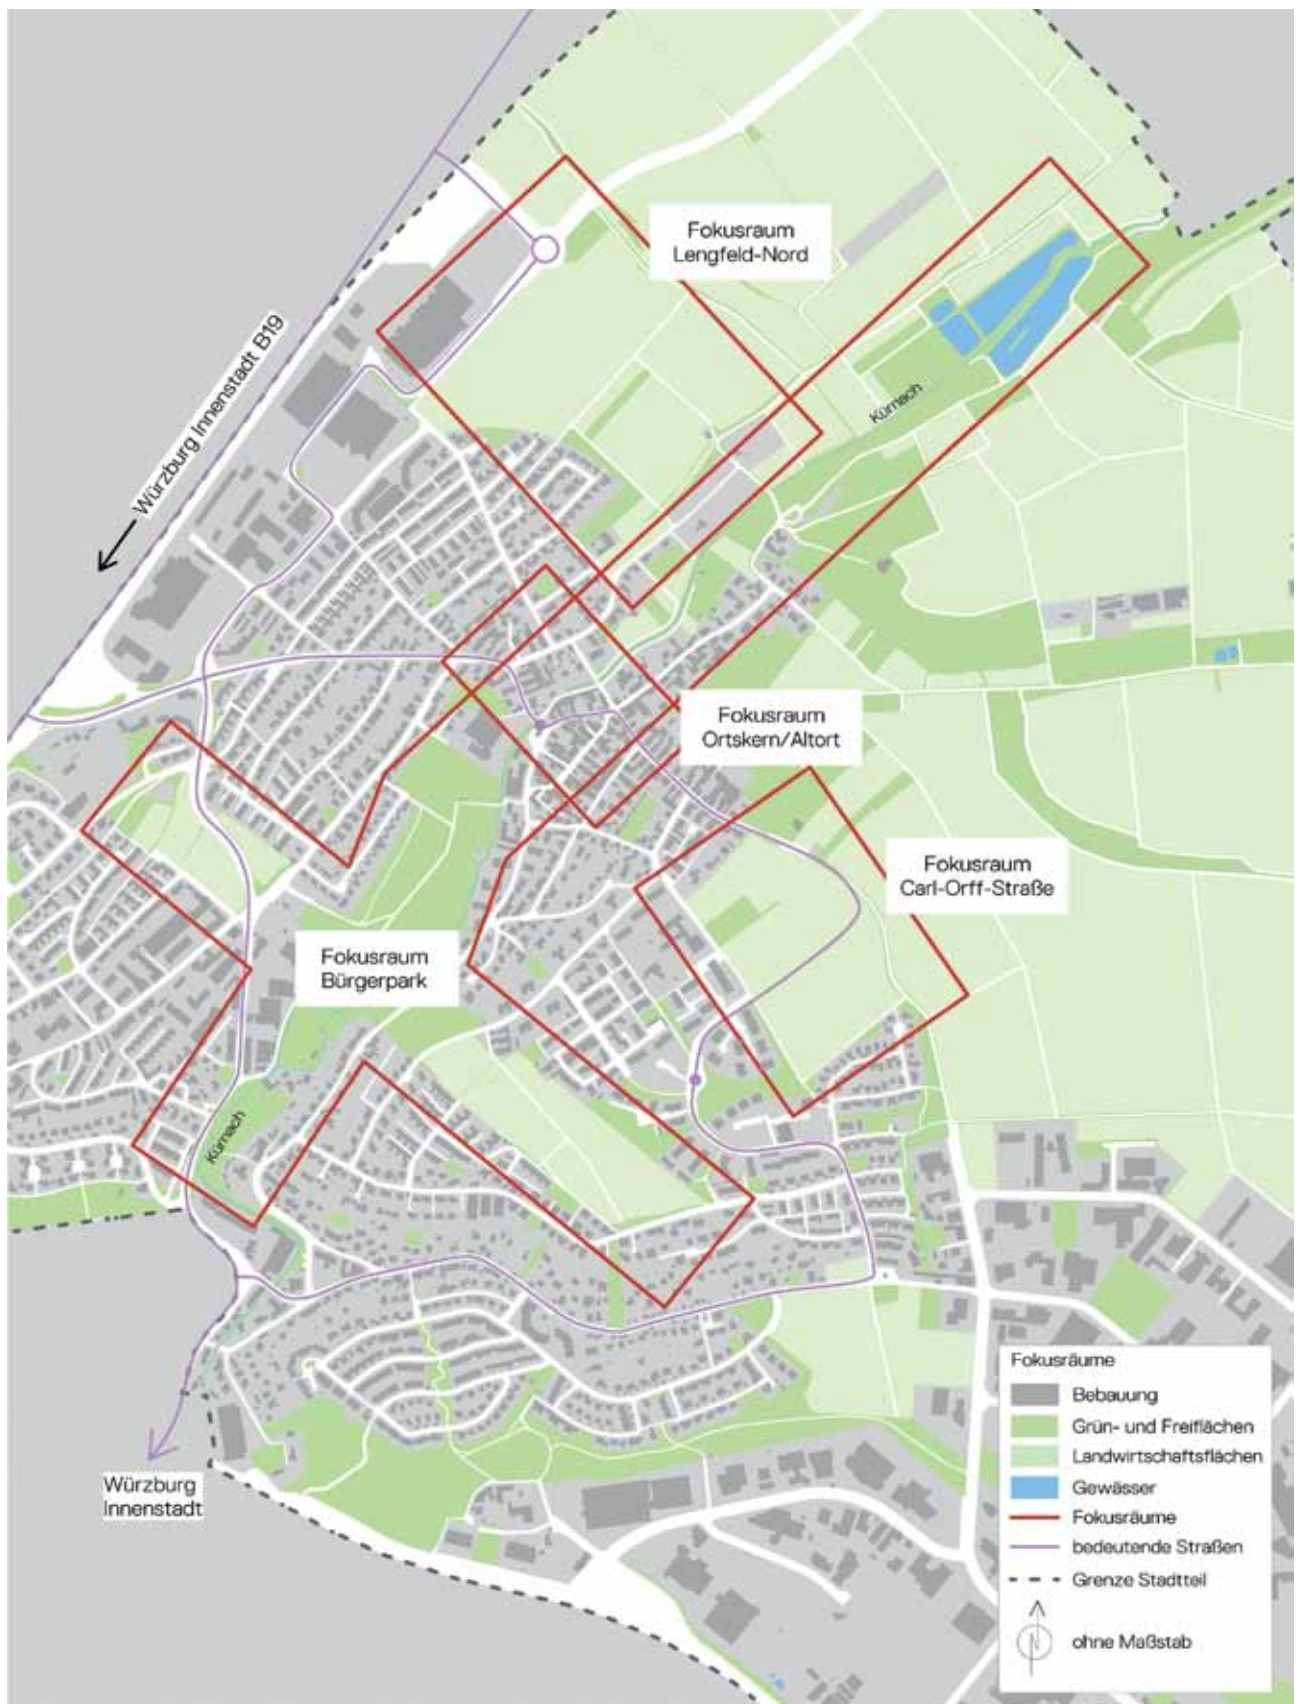 Fokusraum
Lengfeld-Nord
Würzburg Innenstadt B19
Kürnach
Fokusraum
Ortskern/Altort
Fokusraum
Carl-Orff-Straße
Fokusraum
Bürgerpark
Kürnach
Würzburg
Innenstadt
Fokusräume
Bebauung
Grün- und Freiflächen
Landwirtschaftsflächen
Gewässer
Fokusräume
bedeutende Straßen
Grenze Stadtteil
N
ohne Maßstab